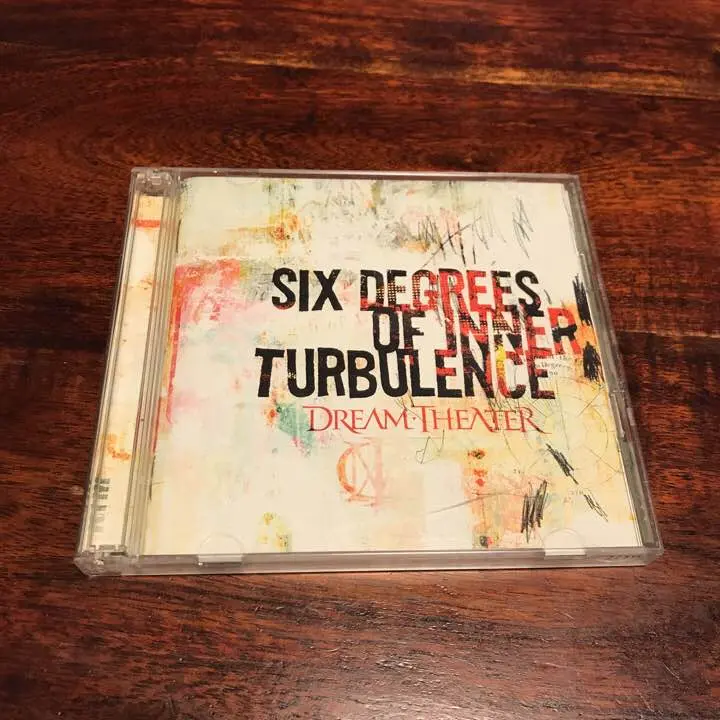 SIX DEGREES
OF INNER
TURBULENCE
DREAM THEATER